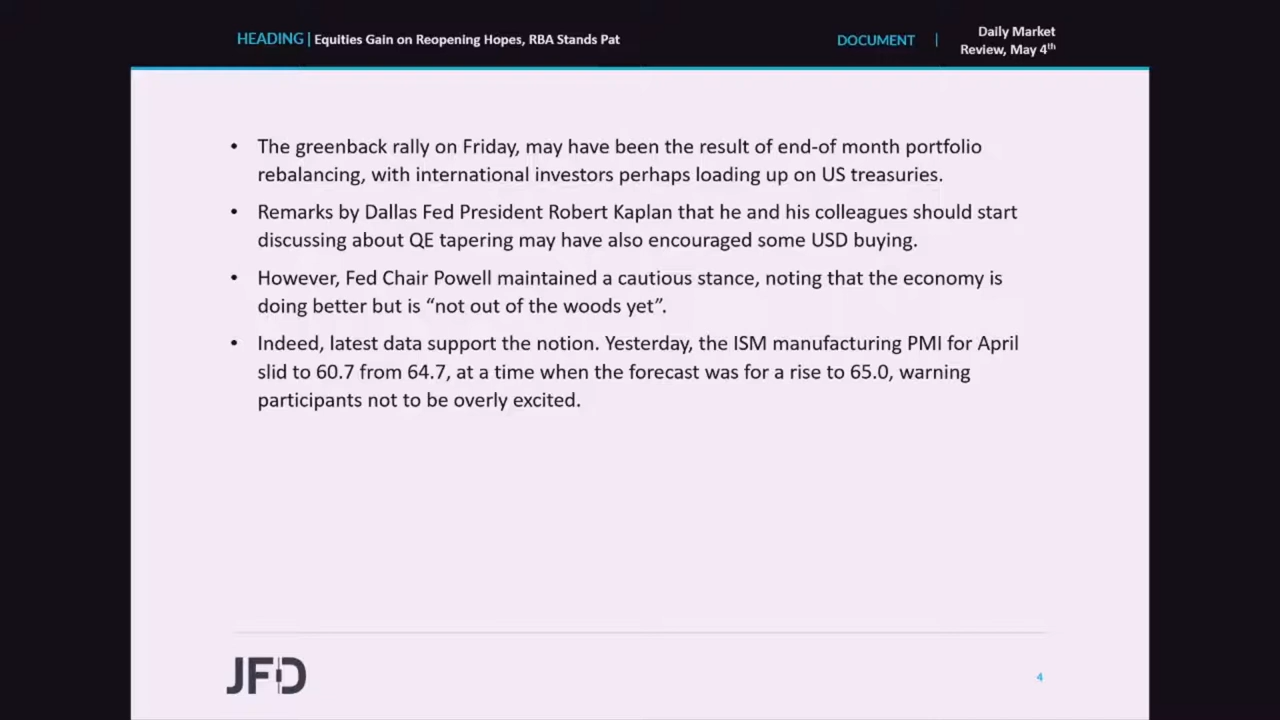 HEADING | Equities Gain on Reopening Hopes, RBA Stands Pat
DOCUMENT | Daily Market
Review, May 4th
• The greenback rally on Friday, may have been the result of end-of month portfolio
rebalancing, with international investors perhaps loading up on US treasuries.
• Remarks by Dallas Fed President Robert Kaplan that he and his colleagues should start
discussing about QE tapering may have also encouraged some USD buying.
• However, Fed Chair Powell maintained a cautious stance, noting that the economy is
doing better but is “not out of the woods yet”.
• Indeed, latest data support the notion. Yesterday, the ISM manufacturing PMI for April
slid to 60.7 from 64.7, at a time when the forecast was for a rise to 65.0, warning
participants not to be overly excited.
JFD
4